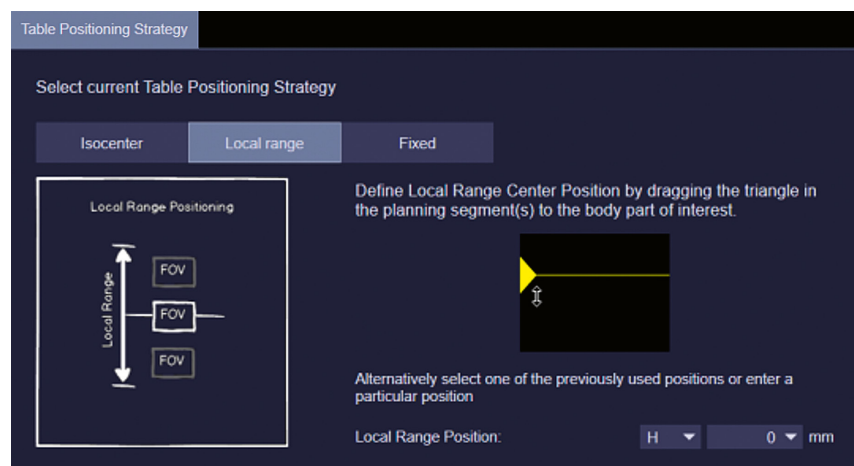 Table Positioning Strategy
Select current Table Positioning Strategy
Isocenter
Local range
Fixed
Local Range Positioning
Local Range
FOV
FOV
FOV
Define Local Range Center Position by dragging the triangle in
the planning segment(s) to the body part of interest.
Alternatively select one of the previously used positions or enter a
particular position
Local Range Position:
H
0 mm